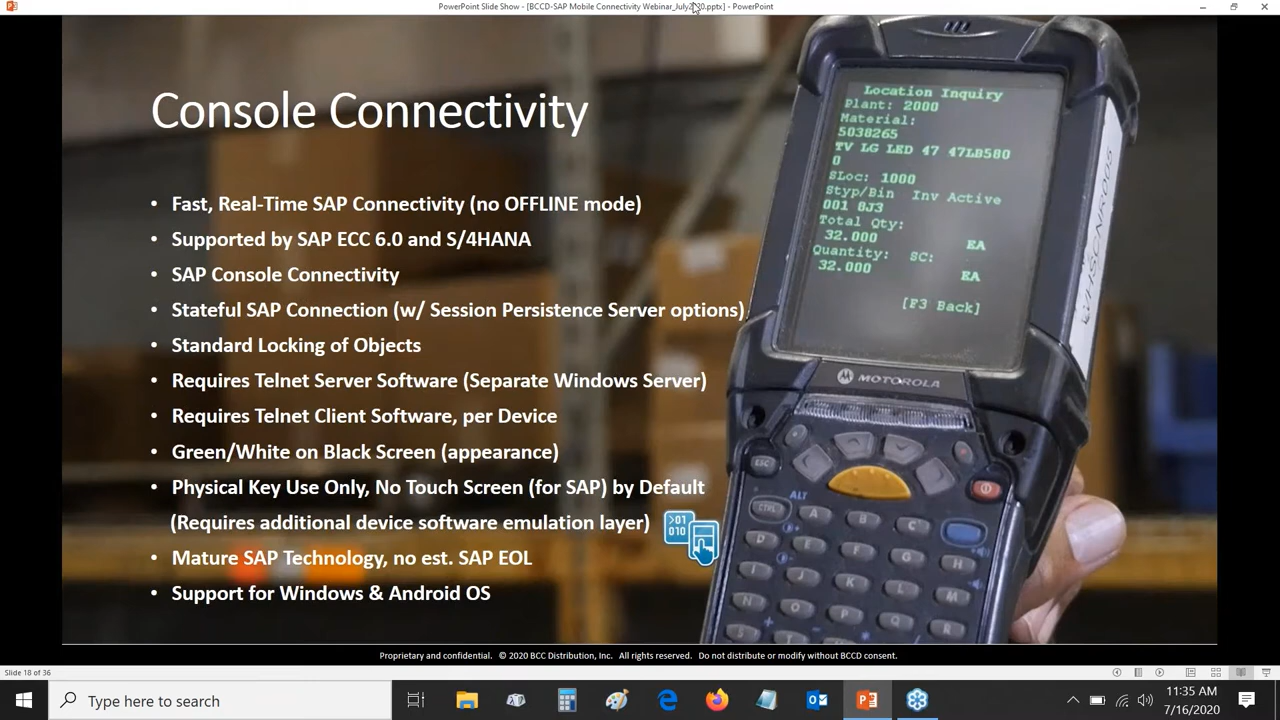 PowerPoint Slide Show - [BCCD-SAP Mobile Connectivity Webinar_July2020.pptx] - PowerPoint
Console Connectivity
• Fast, Real-Time SAP Connectivity (no OFFLINE mode)
• Supported by SAP ECC 6.0 and S/4HANA
• SAP Console Connectivity
• Stateful SAP Connection (w/ Session Persistence Server options)
• Standard Locking of Objects
• Requires Telnet Server Software (Separate Windows Server)
• Requires Telnet Client Software, per Device
• Green/White on Black Screen (appearance)
• Physical Key Use Only, No Touch Screen (for SAP) by Default
(Requires additional device software emulation layer)
• Mature SAP Technology, no est. SAP EOL
• Support for Windows & Android OS
>01
010
Location Inquiry
Plant: 2000
Material:
5038265
TV LG LED 47 47LB580
0
SLoc: 1000
Styp/Bin Inv Active
001 8J3
Total Qty:
32.000 EA
Quantity: SC:
32.000 EA
[F3 Back]
MOTOROLA
ESC
ALT
CTRL
A B C
D E F G H
I J K L M
N O P Q R
S T
Proprietary and confidential. © 2020 BCC Distribution, Inc. All rights reserved. Do not distribute or modify without BCCD consent.
Slide 18 of 36
Type here to search
11:35 AM
7/16/2020